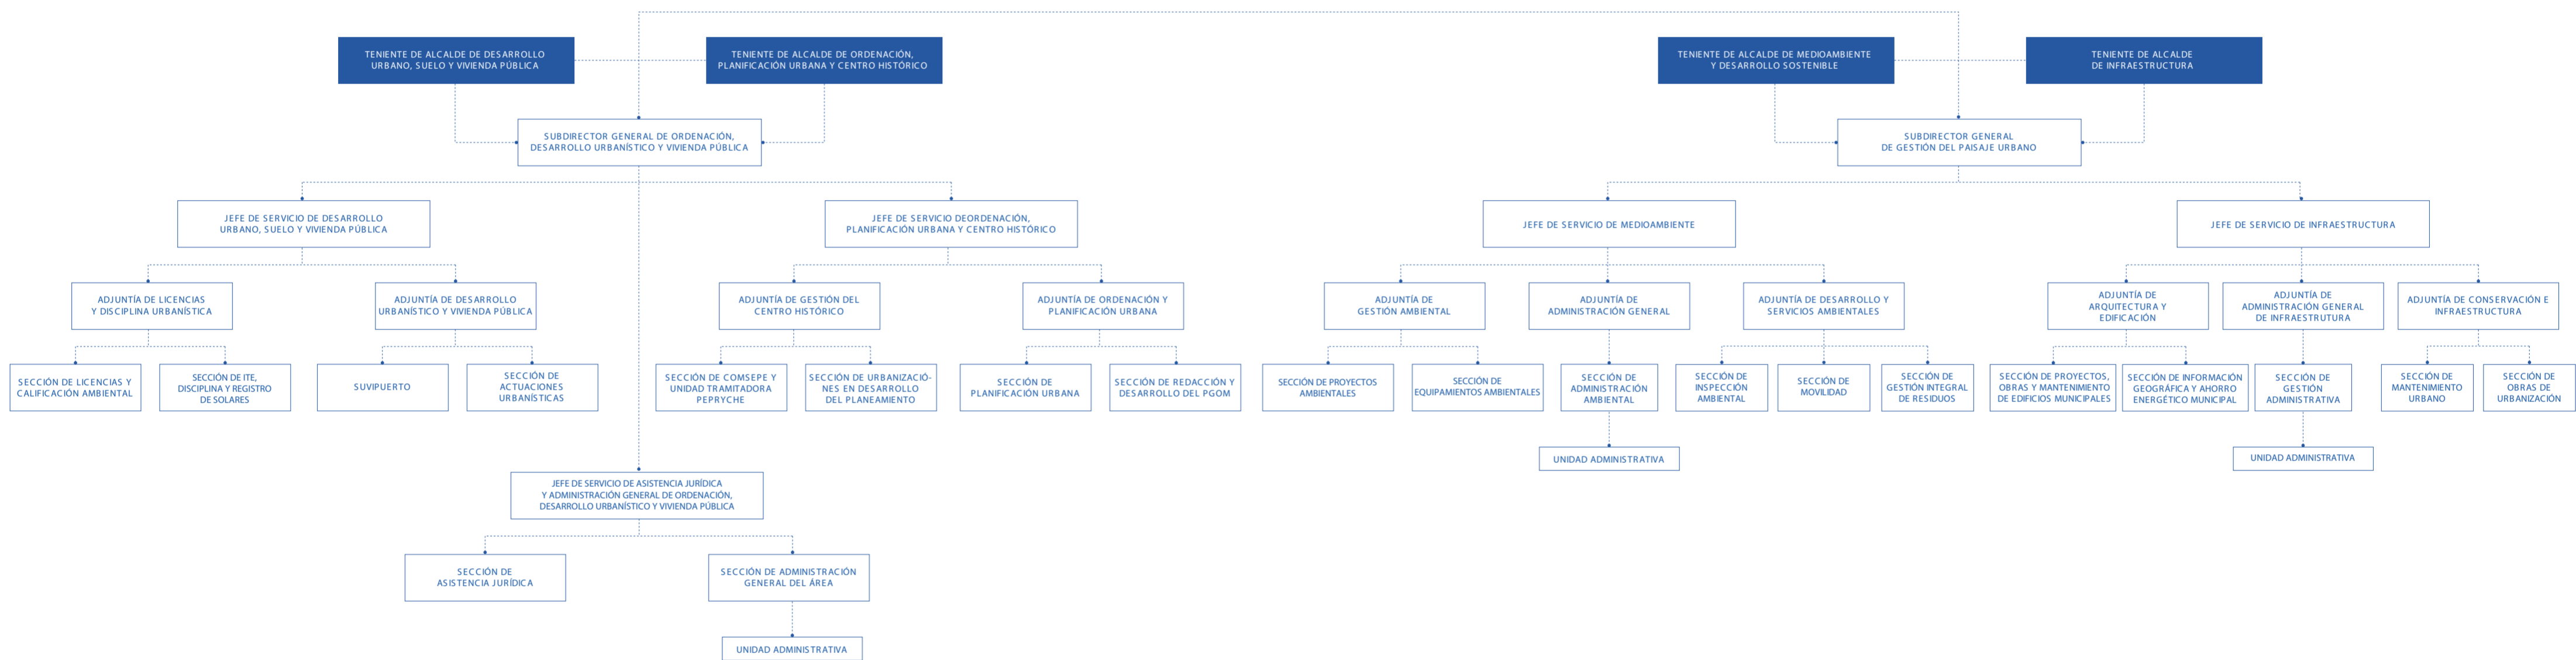 TENIENTE DE ALCALDE DE DESARROLLO
URBANO, SUELO Y VIVIENDA PÚBLICA
TENIENTE DE ALCALDE DE ORDENACIÓN,
PLANIFICACIÓN URBANA Y CENTRO HISTÓRICO
TENIENTE DE ALCALDE DE MEDIOAMBIENTE
Y DESARROLLO SOSTENIBLE
TENIENTE DE ALCALDE
DE INFRAESTRUCTURA
SUBDIRECTOR GENERAL DE ORDENACIÓN,
DESARROLLO URBANÍSTICO Y VIVIENDA PÚBLICA
SUBDIRECTOR GENERAL
DE GESTIÓN DEL PAISAJE URBANO
JEFE DE SERVICIO DE DESARROLLO
URBANO, SUELO Y VIVIENDA PÚBLICA
JEFE DE SERVICIO DEORDENACIÓN,
PLANIFICACIÓN URBANA Y CENTRO HISTÓRICO
JEFE DE SERVICIO DE MEDIOAMBIENTE
JEFE DE SERVICIO DE INFRAESTRUCTURA
ADJUNTÍA DE LICENCIAS
Y DISCIPLINA URBANÍSTICA
ADJUNTÍA DE DESARROLLO
URBANÍSTICO Y VIVIENDA PÚBLICA
ADJUNTÍA DE GESTIÓN DEL
CENTRO HISTÓRICO
ADJUNTÍA DE ORDENACIÓN Y
PLANIFICACIÓN URBANA
ADJUNTÍA DE
GESTIÓN AMBIENTAL
ADJUNTÍA DE
ADMINISTRACIÓN GENERAL
ADJUNTÍA DE DESARROLLO Y
SERVICIOS AMBIENTALES
ADJUNTÍA DE
ARQUITECTURA Y
EDIFICACIÓN
ADJUNTÍA DE
ADMINISTRACIÓN GENERAL
DE INFRAESTRUTURA
ADJUNTÍA DE CONSERVACIÓN E
INFRAESTRUCTURA
SECCIÓN DE LICENCIAS Y
CALIFICACIÓN AMBIENTAL
SECCIÓN DE ITE,
DISCIPLINA Y REGISTRO
DE SOLARES
SUVIPUERTO
SECCIÓN DE
ACTUACIONES
URBANÍSTICAS
SECCIÓN DE COMSEPE Y
UNIDAD TRAMITADORA
PEPRYCHE
SECCIÓN DE URBANIZACIÓ-
NES EN DESARROLLO
DEL PLANEAMIENTO
SECCIÓN DE
PLANIFICACIÓN URBANA
SECCIÓN DE REDACCIÓN Y
DESARROLLO DEL PGOM
SECCIÓN DE PROYECTOS
AMBIENTALES
SECCIÓN DE
EQUIPAMIENTOS AMBIENTALES
SECCIÓN DE
ADMINISTRACIÓN
AMBIENTAL
SECCIÓN DE
INSPECCIÓN
AMBIENTAL
SECCIÓN DE
MOVILIDAD
SECCIÓN DE
GESTIÓN INTEGRAL
DE RESIDUOS
SECCIÓN DE PROYECTOS,
OBRAS Y MANTENIMIENTO
DE EDIFICIOS MUNICIPALES
SECCIÓN DE INFORMACIÓN
GEOGRÁFICA Y AHORRO
ENERGÉTICO MUNICIPAL
SECCIÓN DE
GESTIÓN
ADMINISTRATIVA
SECCIÓN DE
MANTENIMIENTO
URBANO
SECCIÓN DE
OBRAS DE
URBANIZACIÓN
UNIDAD ADMINISTRATIVA
UNIDAD ADMINISTRATIVA
JEFE DE SERVICIO DE ASISTENCIA JURÍDICA
Y ADMINISTRACIÓN GENERAL DE ORDENACIÓN,
DESARROLLO URBANÍSTICO Y VIVIENDA PÚBLICA
SECCIÓN DE
ASISTENCIA JURÍDICA
SECCIÓN DE ADMINISTRACIÓN
GENERAL DEL ÁREA
UNIDAD ADMINISTRATIVA